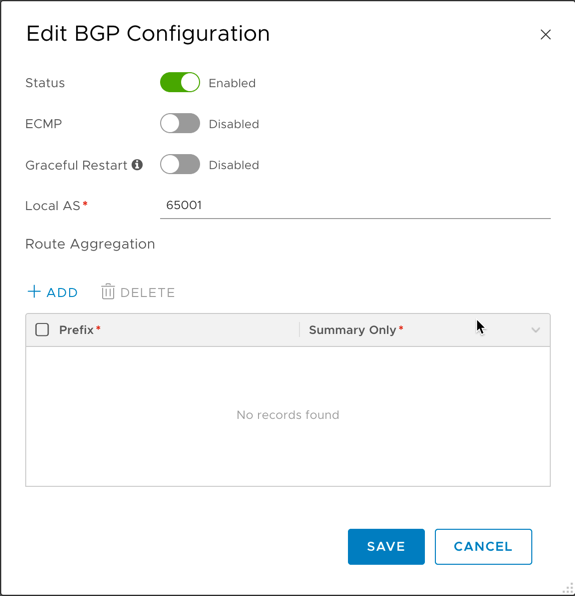 Edit BGP Configuration
Status Enabled
ECMP Disabled
Graceful Restart Disabled
Local AS* 65001
Route Aggregation
+ ADD DELETE
Prefix* Summary Only*
No records found
SAVE CANCEL